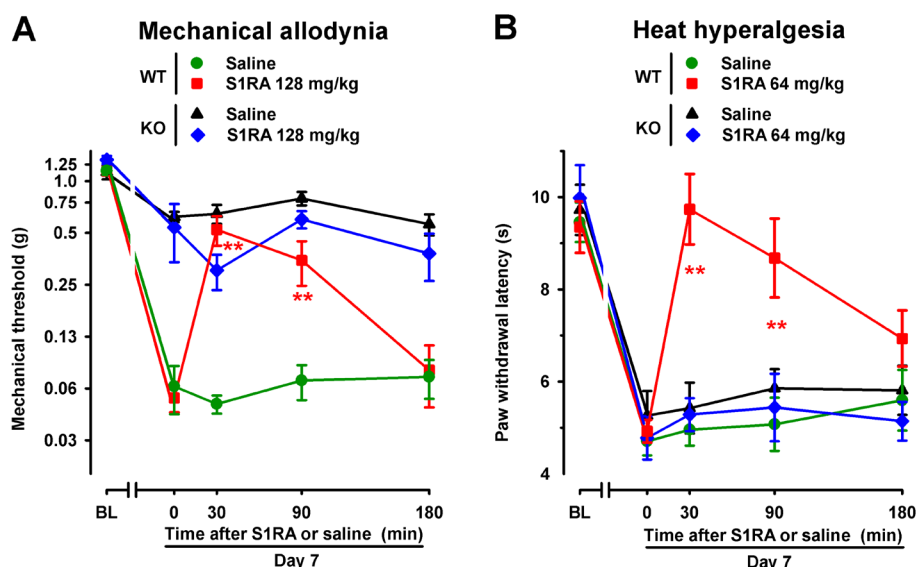 A Mechanical allodynia
WT
Saline
S1RA 128 mg/kg
KO
Saline
S1RA 128 mg/kg
Mechanical threshold (g)
1.25
1.0
0.75
0.5
0.25
0.13
0.06
0.03
**
**
BL 0 30 90 180
Time after S1RA or saline (min)
Day 7
B Heat hyperalgesia
WT
Saline
S1RA 64 mg/kg
KO
Saline
S1RA 64 mg/kg
Paw withdrawal latency (s)
10
8
6
4
**
**
BL 0 30 90 180
Time after S1RA or saline (min)
Day 7